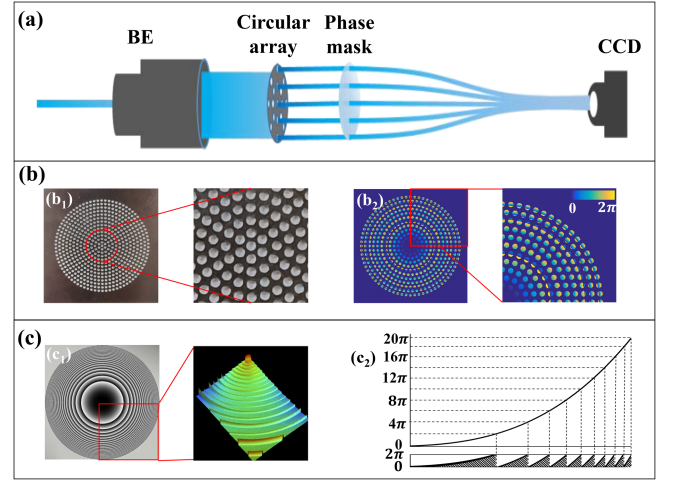 (a)
BE
Circular array
Phase mask
CCD
(b)
(b1)
(b2)
0 2π
(c)
(c1)
(c2)
20π
16π
12π
8π
4π
0
2π
0